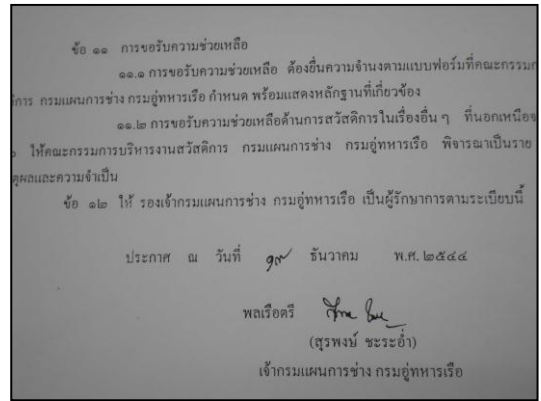 ข้อ ๑๑ การขอรับความช่วยเหลือ
๑๑.๑ การขอรับความช่วยเหลือ ต้องยื่นความจำนงตามแบบฟอร์มที่คณะกรรมก
กรมแผนการช่าง กรมอู่ทหารเรือ กำหนด พร้อมแสดงหลักฐานที่เกี่ยวข้อง
๑๑.๒ การขอรับความช่วยเหลือด้านการสวัสดิการในเรื่องอื่น ๆ ที่นอกเหนือ
ให้คณะกรรมการบริหารงานสวัสดิการ กรมแผนการช่าง กรมอู่ทหารเรือ พิจารณาเป็นราย
ตุผลและความจำเป็น
ข้อ ๑๒ ให้ รองเจ้ากรมแผนการช่าง กรมอู่ทหารเรือ เป็นผู้รักษาการตามระเบียบนี้
ประกาศ ณ วันที่ ๑๙ ธันวาคม พ.ศ.๒๕๔๔
พลเรือตรี
(สุรพงษ์ ชะระอ่ำ)
เจ้ากรมแผนการช่าง กรมอู่ทหารเรือ